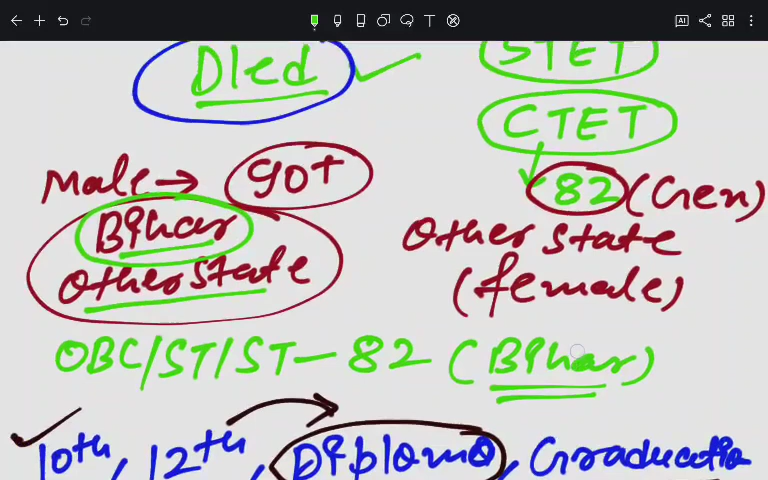 Dled
STET
CTET
Male → 90+
82 (Gen)
Bihar
Other state
Other state
(female)
OBC/ST/ST - 82 (Bihar)
10th, 12th, Diploma, Graduation
AI